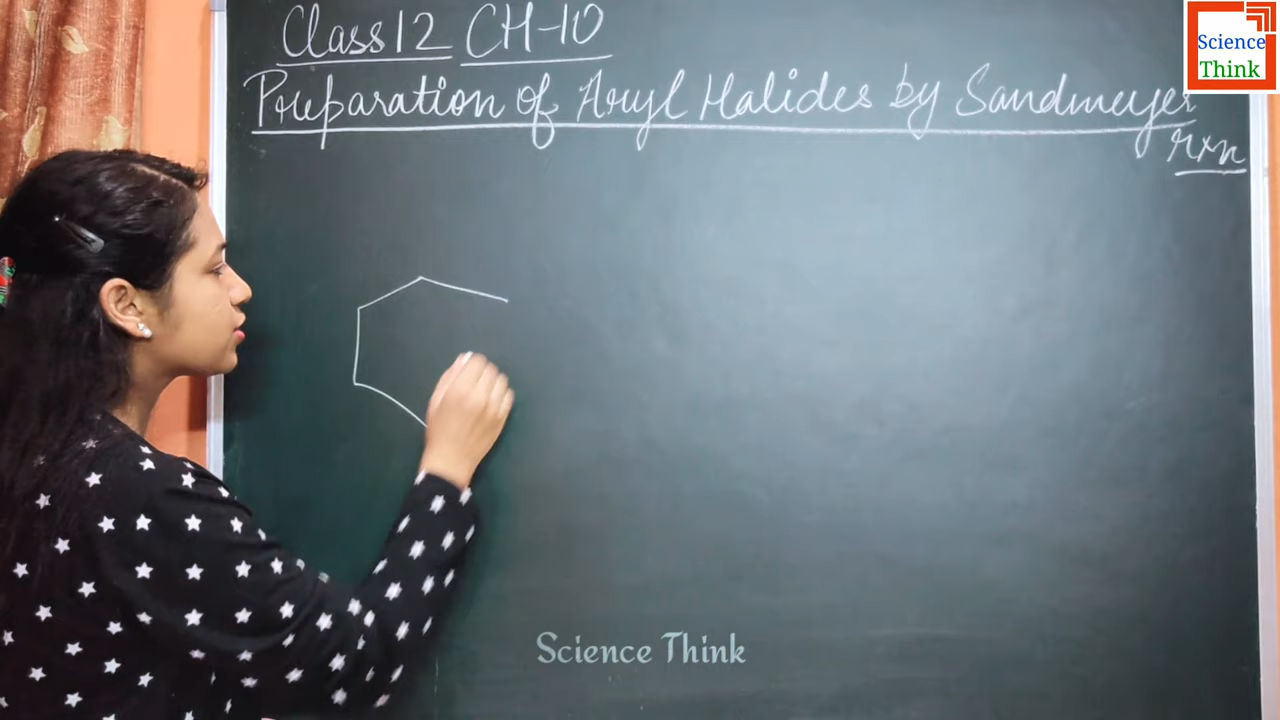 Class 12 CH-10
Preparation of Aryl Halides by Sandmeyer
rxn
Science
Think
Science Think